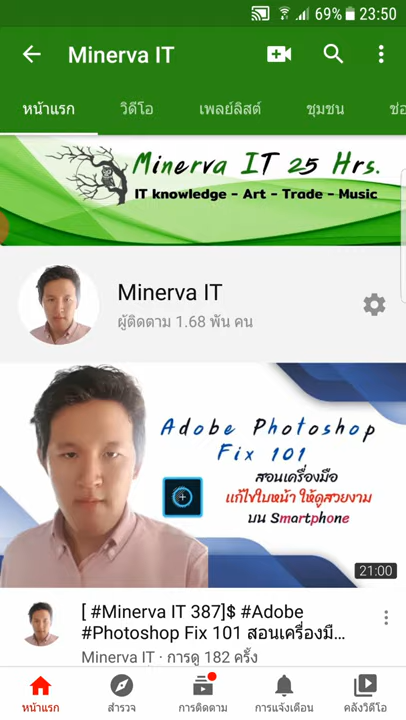 69% 23:50
Minerva IT
หน้าแรก วิดีโอ เพลย์ลิสต์ ชุมชน ช่อ
Minerva IT 25 Hrs.
IT knowledge - Art - Trade - Music
Minerva IT
ผู้ติดตาม 1.68 พัน คน
Adobe Photoshop
Fix 101
สอนเครื่องมือ
แก้ไขใบหน้า ให้ดูสวยงาม
บน Smartphone
21:00
[ #Minerva IT 387]$ #Adobe
#Photoshop Fix 101 สอนเครื่องมื...
Minerva IT · การดู 182 ครั้ง
หน้าแรก สำรวจ การติดตาม การแจ้งเตือน คลังวิดีโอ